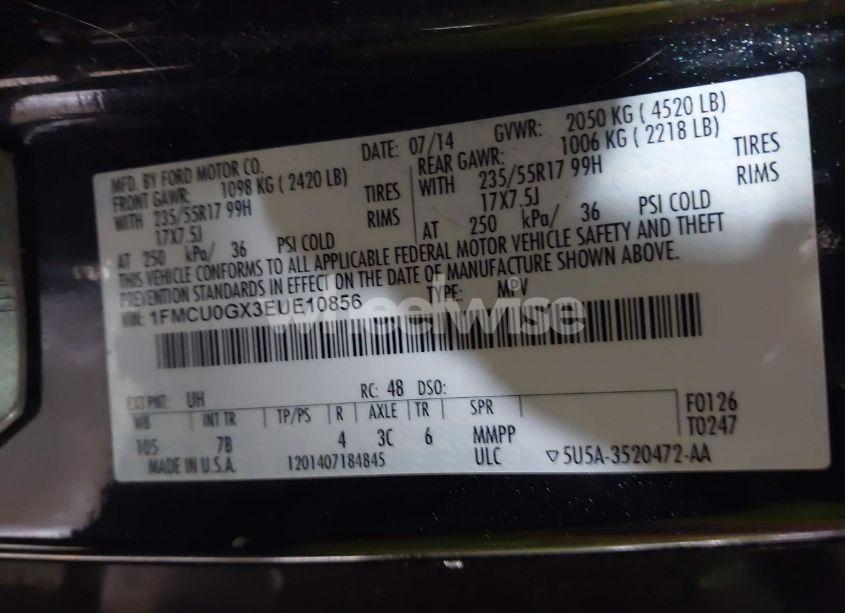 MFD. BY FORD MOTOR CO. DATE: 07/14 GVWR: 2050 KG ( 4520 LB)
FRONT GAWR: 1098 KG ( 2420 LB) REAR GAWR: 1006 KG ( 2218 LB)
WITH 235/55R17 99H TIRES WITH 235/55R17 99H TIRES
17X7.5J RIMS 17X7.5J RIMS
AT 250 kPa/ 36 PSI COLD AT 250 kPa/ 36 PSI COLD
THIS VEHICLE CONFORMS TO ALL APPLICABLE FEDERAL MOTOR VEHICLE SAFETY AND THEFT
PREVENTION STANDARDS IN EFFECT ON THE DATE OF MANUFACTURE SHOWN ABOVE.
VIN: 1FMCU0GX3EUE10856 TYPE: MPV
wheelwise
EXT PNT: UH RC: 48 DSO:
WB INT TR TP/PS R AXLE TR SPR F0126
105 7B 4 3C 6 MMPP T0247
MADE IN U.S.A. 1201407184845 ULC ▽5U5A-3520472-AA